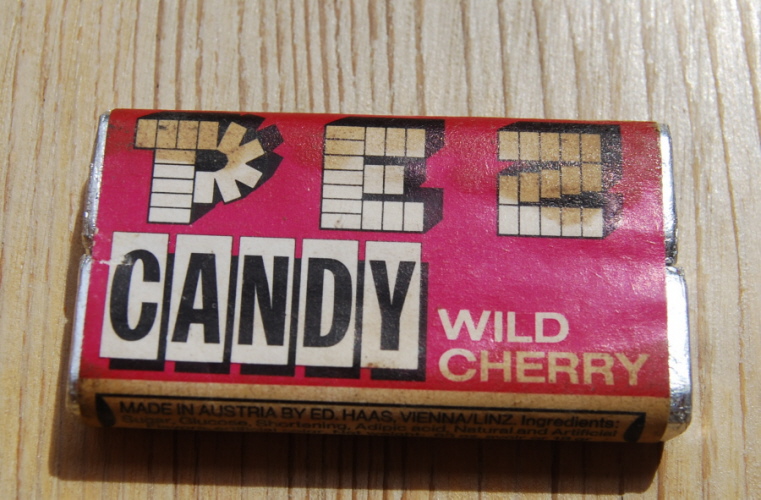 PEZ
CANDY
WILD
CHERRY
MADE IN AUSTRIA BY ED. HAAS, VIENNA/LINZ. Ingredients:
Sugar, Glucose, Shortening, Adipic acid, Natural and Artificial